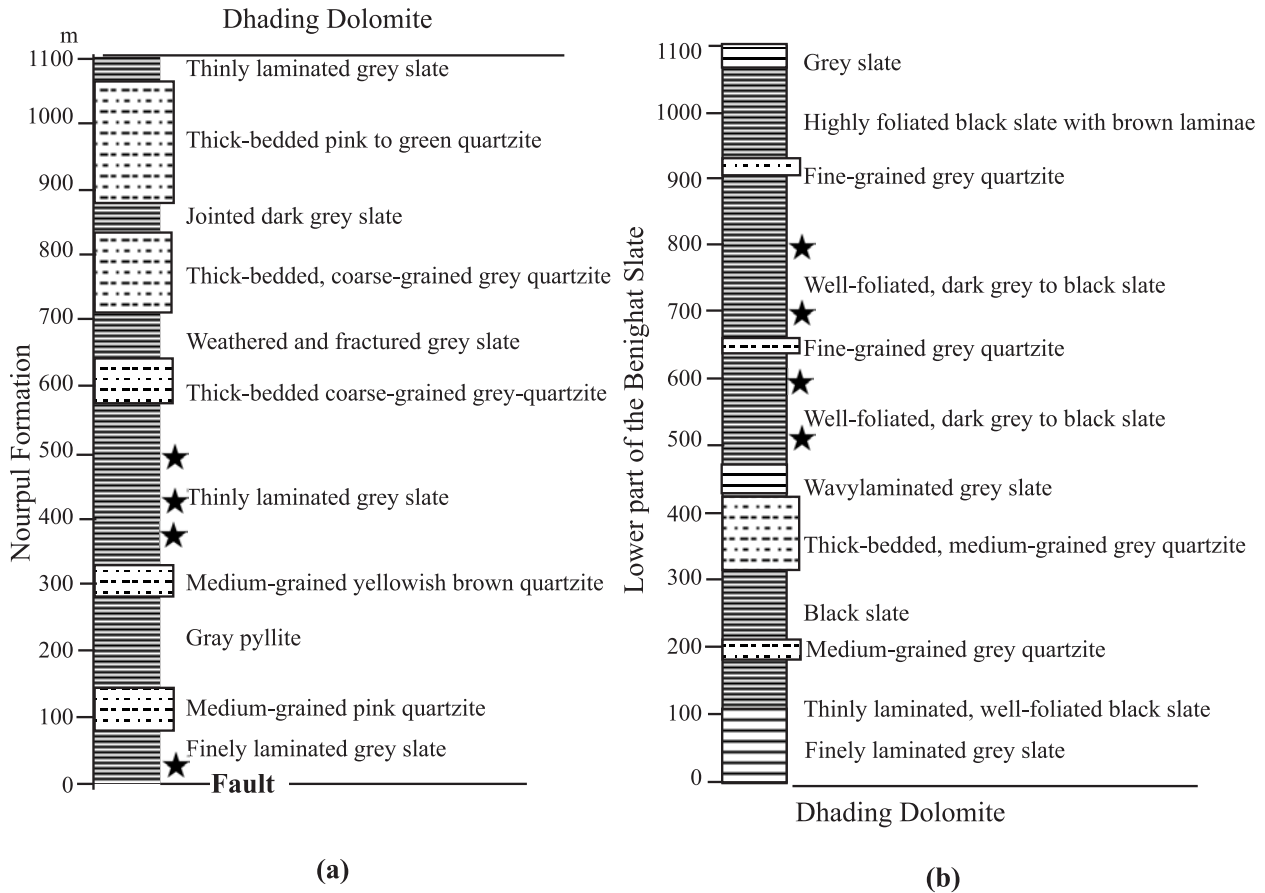 Dhading Dolomite
m
1100
Thinly laminated grey slate
1000
Thick-bedded pink to green quartzite
900
Jointed dark grey slate
800
Thick-bedded, coarse-grained grey quartzite
700
Weathered and fractured grey slate
600
Thick-bedded coarse-grained grey-quartzite
500
Thinly laminated grey slate
400
300
Medium-grained yellowish brown quartzite
Gray pyllite
200
100
Medium-grained pink quartzite
Finely laminated grey slate
0
Fault
Nourpul Formation
(a)
1100
Grey slate
1000
Highly foliated black slate with brown laminae
900
Fine-grained grey quartzite
800
Well-foliated, dark grey to black slate
700
Fine-grained grey quartzite
600
Well-foliated, dark grey to black slate
500
Wavylaminated grey slate
400
Thick-bedded, medium-grained grey quartzite
300
Black slate
200
Medium-grained grey quartzite
100
Thinly laminated, well-foliated black slate
Finely laminated grey slate
0
Lower part of the Benighat Slate
Dhading Dolomite
(b)